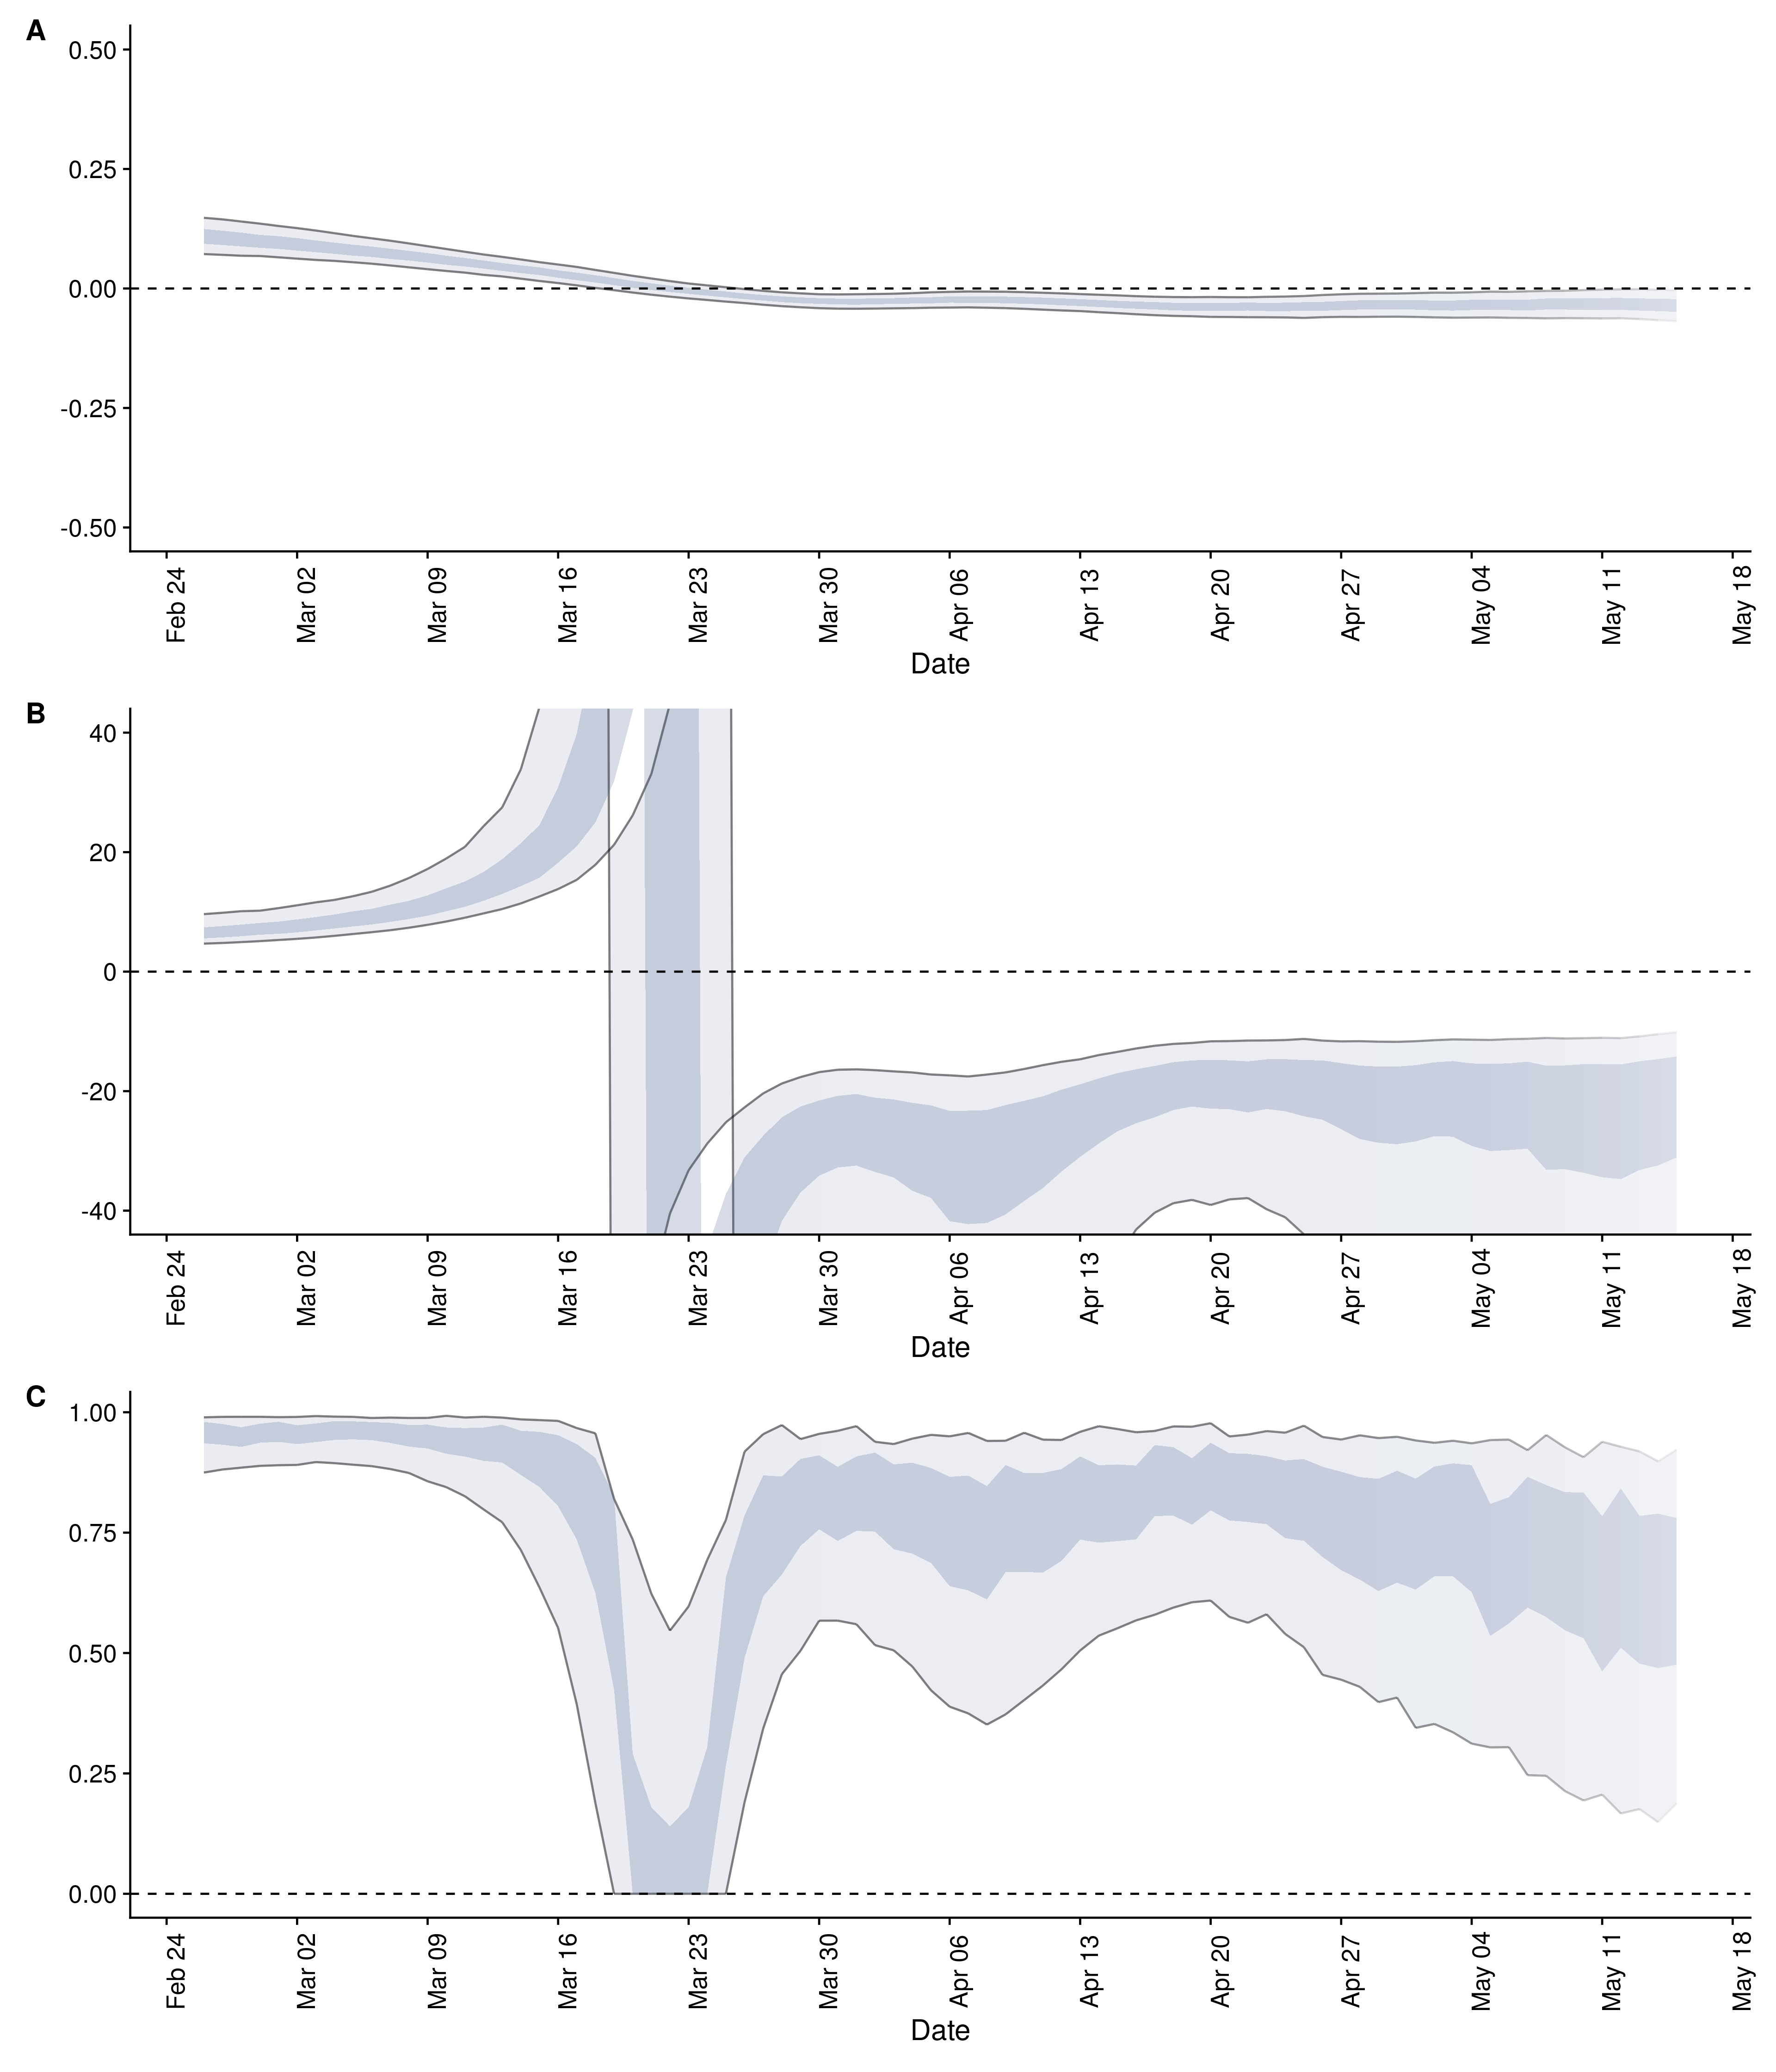 A
0.50
0.25
0.00
-0.25
-0.50
Feb 24
Mar 02
Mar 09
Mar 16
Mar 23
Mar 30
Apr 06
Apr 13
Apr 20
Apr 27
May 04
May 11
May 18
Date
B
40
20
0
-20
-40
Feb 24
Mar 02
Mar 09
Mar 16
Mar 23
Mar 30
Apr 06
Apr 13
Apr 20
Apr 27
May 04
May 11
May 18
Date
C
1.00
0.75
0.50
0.25
0.00
Feb 24
Mar 02
Mar 09
Mar 16
Mar 23
Mar 30
Apr 06
Apr 13
Apr 20
Apr 27
May 04
May 11
May 18
Date